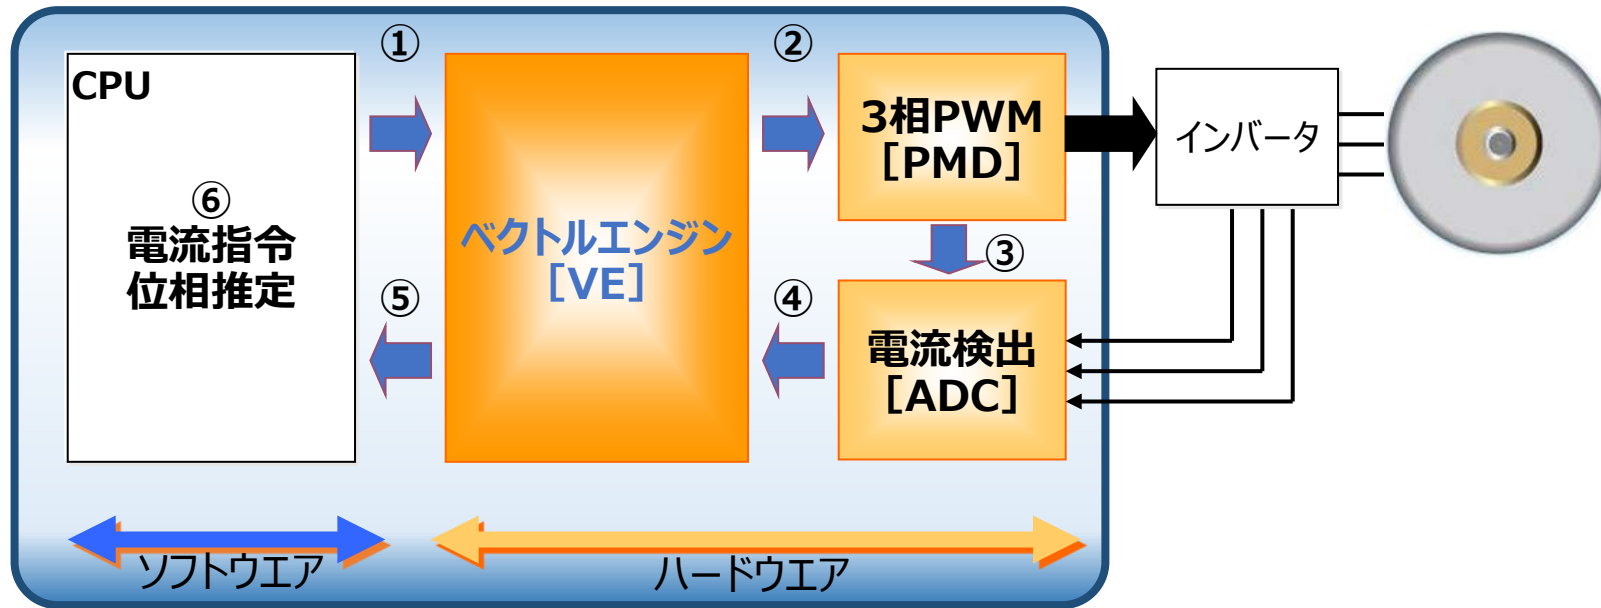 ①
②
CPU
3相PWM
[PMD]
インバータ
⑥
電流指令
位相推定
ベクトルエンジン
[VE]
③
⑤
④
電流検出
[ADC]
ソフトウエア
ハードウエア